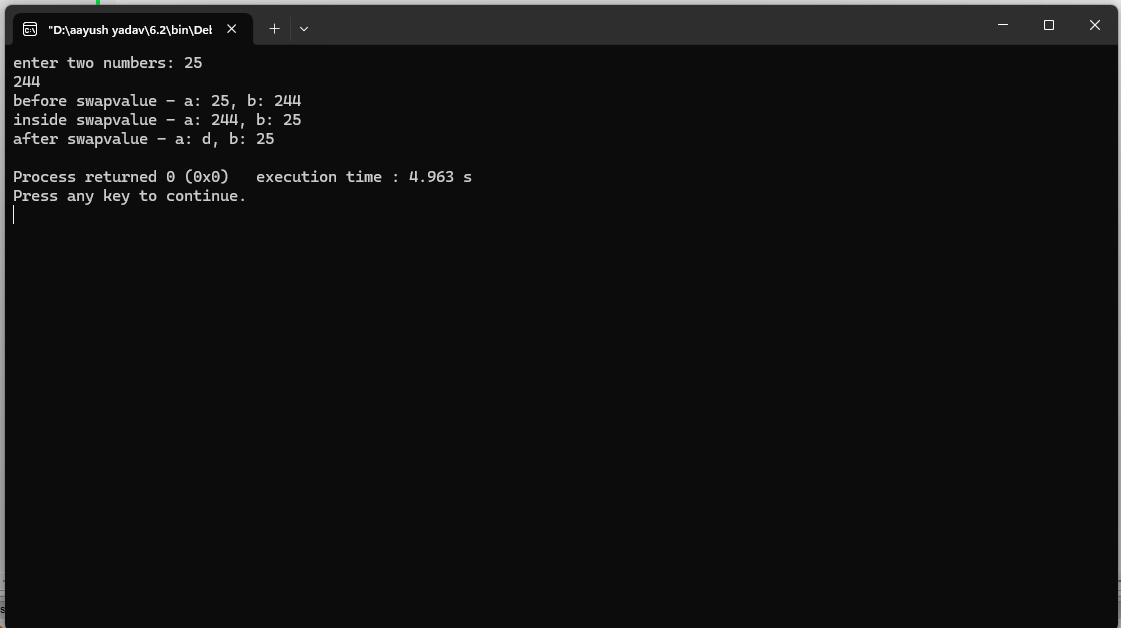 "D:\aayush yadav\6.2\bin\Deb
enter two numbers: 25
244
before swapvalue - a: 25, b: 244
inside swapvalue - a: 244, b: 25
after swapvalue - a: d, b: 25
Process returned 0 (0x0)   execution time : 4.963 s
Press any key to continue.